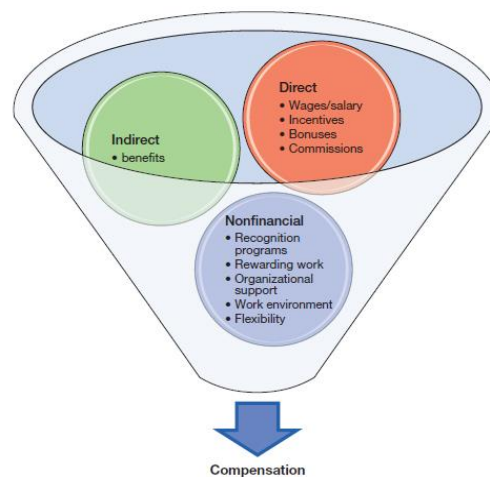 Direct
• Wages/salary
• Incentives
• Bonuses
• Commissions
Indirect
• benefits
Nonfinancial
• Recognition
programs
• Rewarding work
• Organizational
support
• Work environment
• Flexibility
Compensation